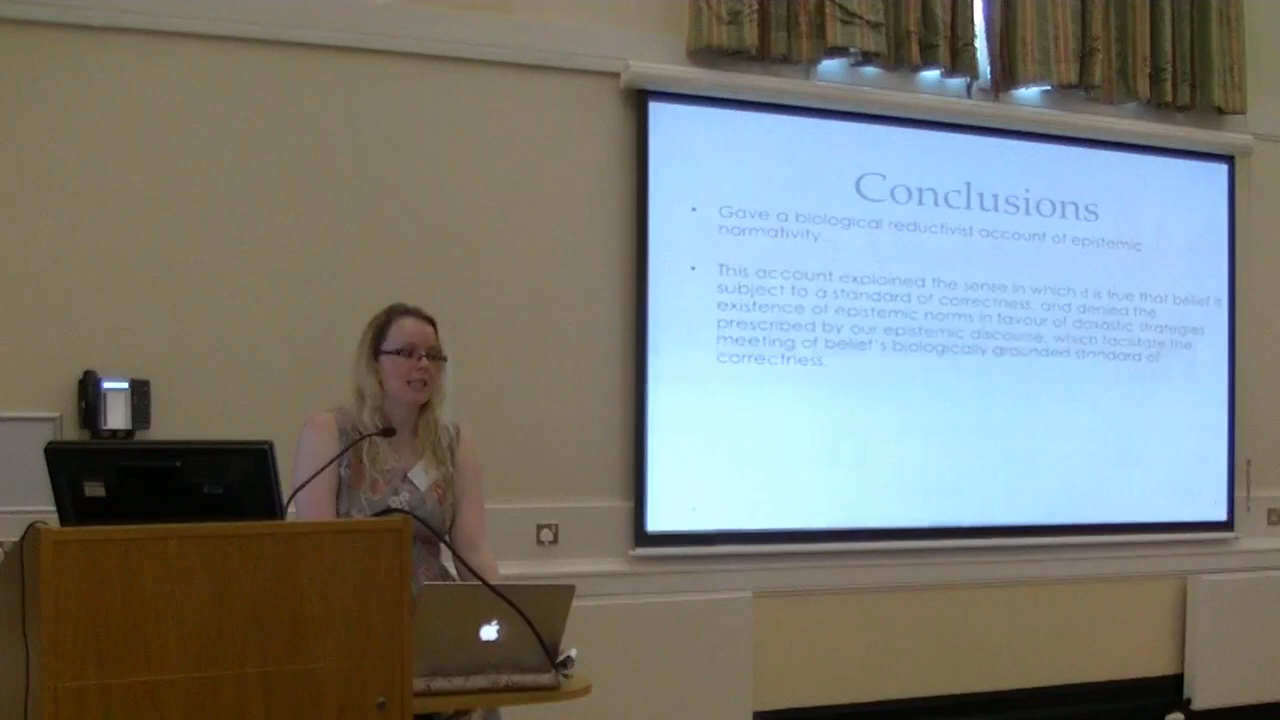 Conclusions
• Gave a biological reductivist account of epistemic
normativity
• This account explained the sense in which it is true that belief is
subject to a standard of correctness, and denied the
existence of epistemic norms in favour of doxastic strategies
prescribed by our epistemic discourse, which facilitate the
meeting of belief's biologically grounded standard of
correctness.